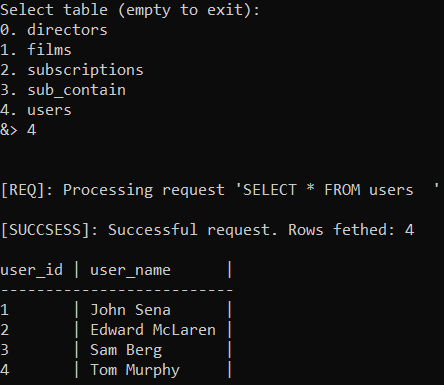 Select table (empty to exit):
0. directors
1. films
2. subscriptions
3. sub_contain
4. users
&> 4
[REQ]: Processing request 'SELECT * FROM users  '
[SUCCSESS]: Successful request. Rows fethed: 4
user_id | user_name      |
--------------------------
1       | John Sena      |
2       | Edward McLaren |
3       | Sam Berg       |
4       | Tom Murphy     |